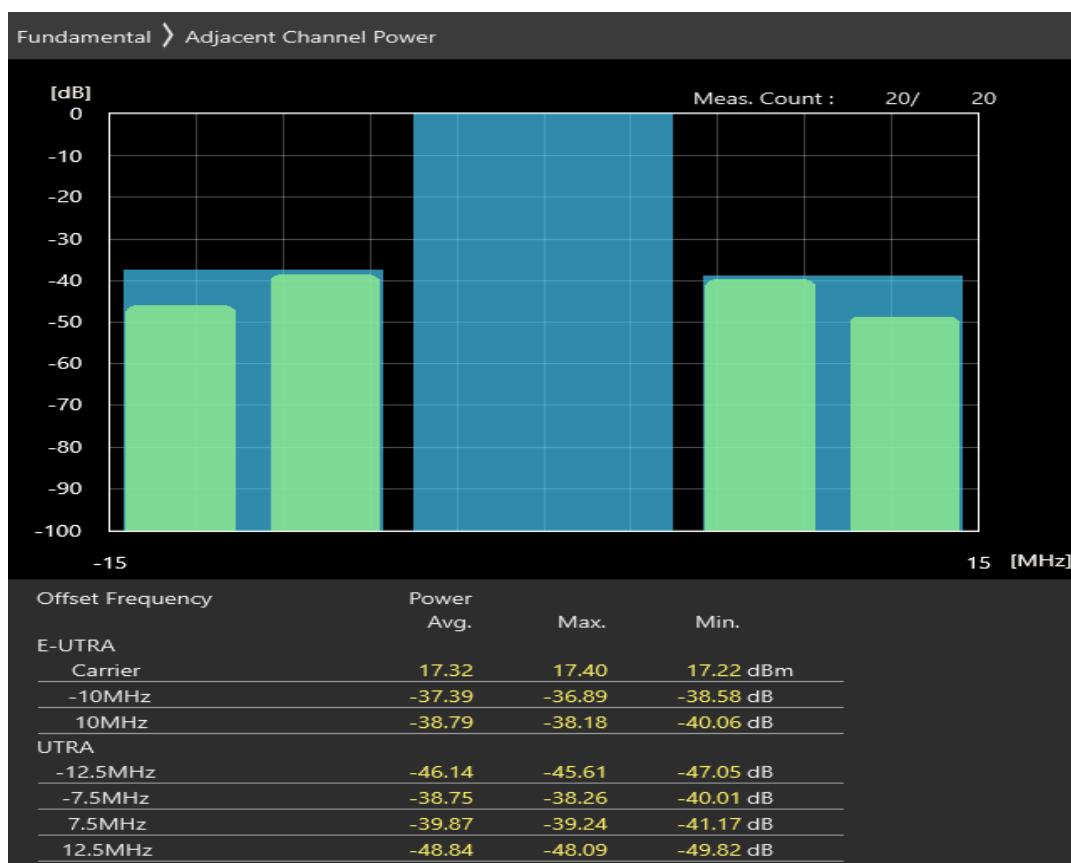 Fundamental ❯ Adjacent Channel Power
[dB]
Meas. Count : 20/ 20
0
-10
-20
-30
-40
-50
-60
-70
-80
-90
-100
-15 15 [MHz]
Offset Frequency Power
Avg. Max. Min.
E-UTRA
Carrier 17.32 17.40 17.22 dBm
-10MHz -37.39 -36.89 -38.58 dB
10MHz -38.79 -38.18 -40.06 dB
UTRA
-12.5MHz -46.14 -45.61 -47.05 dB
-7.5MHz -38.75 -38.26 -40.01 dB
7.5MHz -39.87 -39.24 -41.17 dB
12.5MHz -48.84 -48.09 -49.82 dB